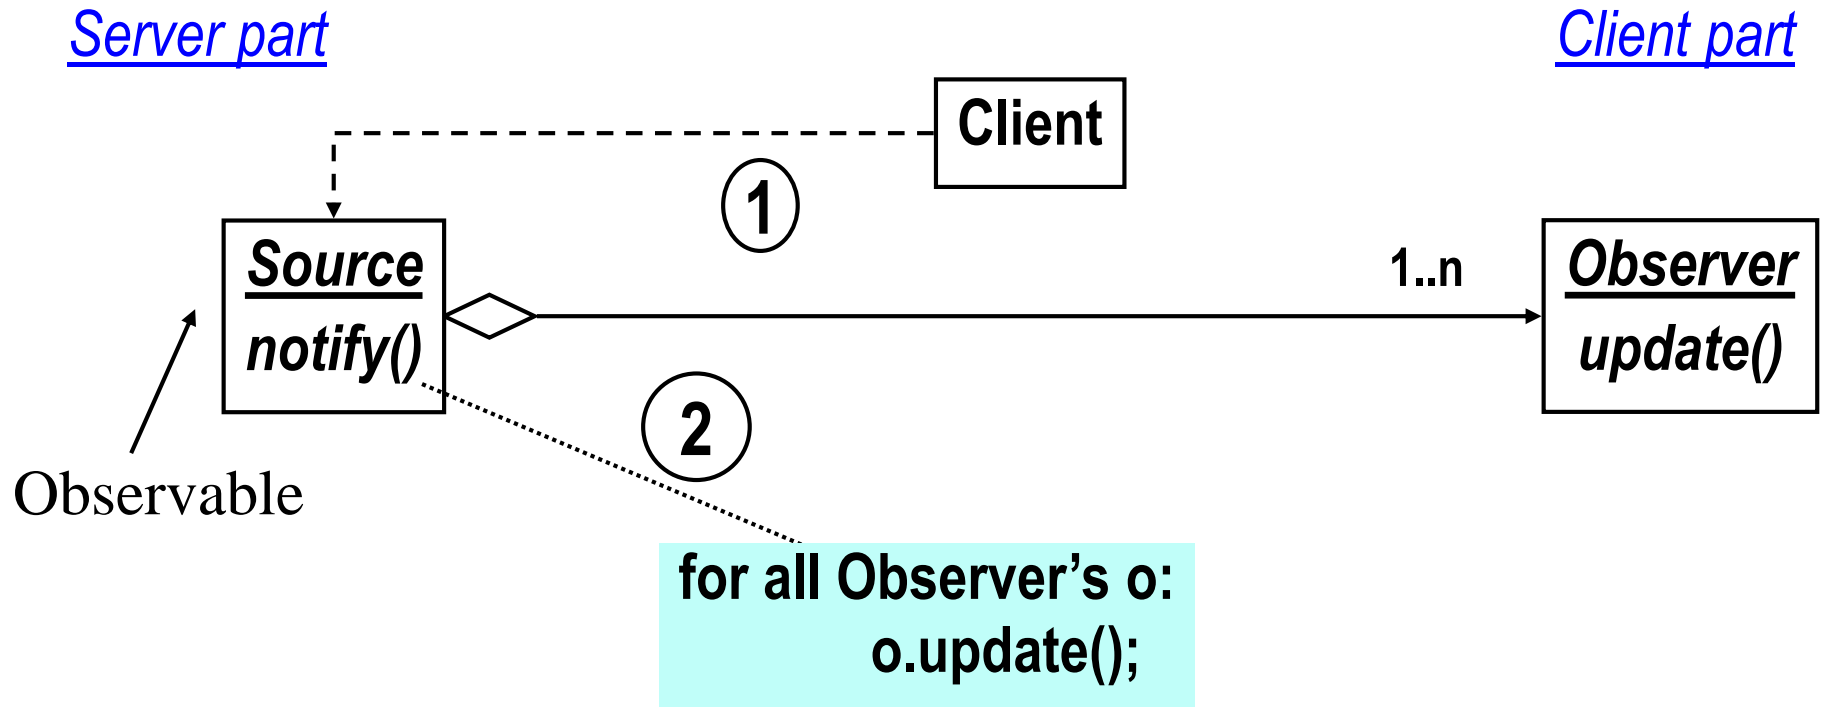 Server part
Client part
Client
1
Source
notify()
1..n
Observer
update()
2
Observable
for all Observer’s o:
o.update();